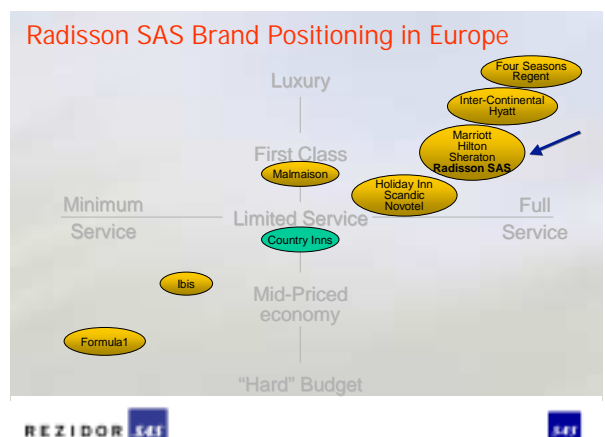 Radisson SAS Brand Positioning in Europe
Four Seasons
Regent
Luxury
Inter-Continental
Hyatt
Marriott
Hilton
Sheraton
Radisson SAS
First Class
Malmaison
Holiday Inn
Scandic
Novotel
Minimum
Service
Limited Service
Full
Service
Country Inns
Ibis
Mid-Priced
economy
Formula1
"Hard" Budget
REZIDOR SAS
SAS